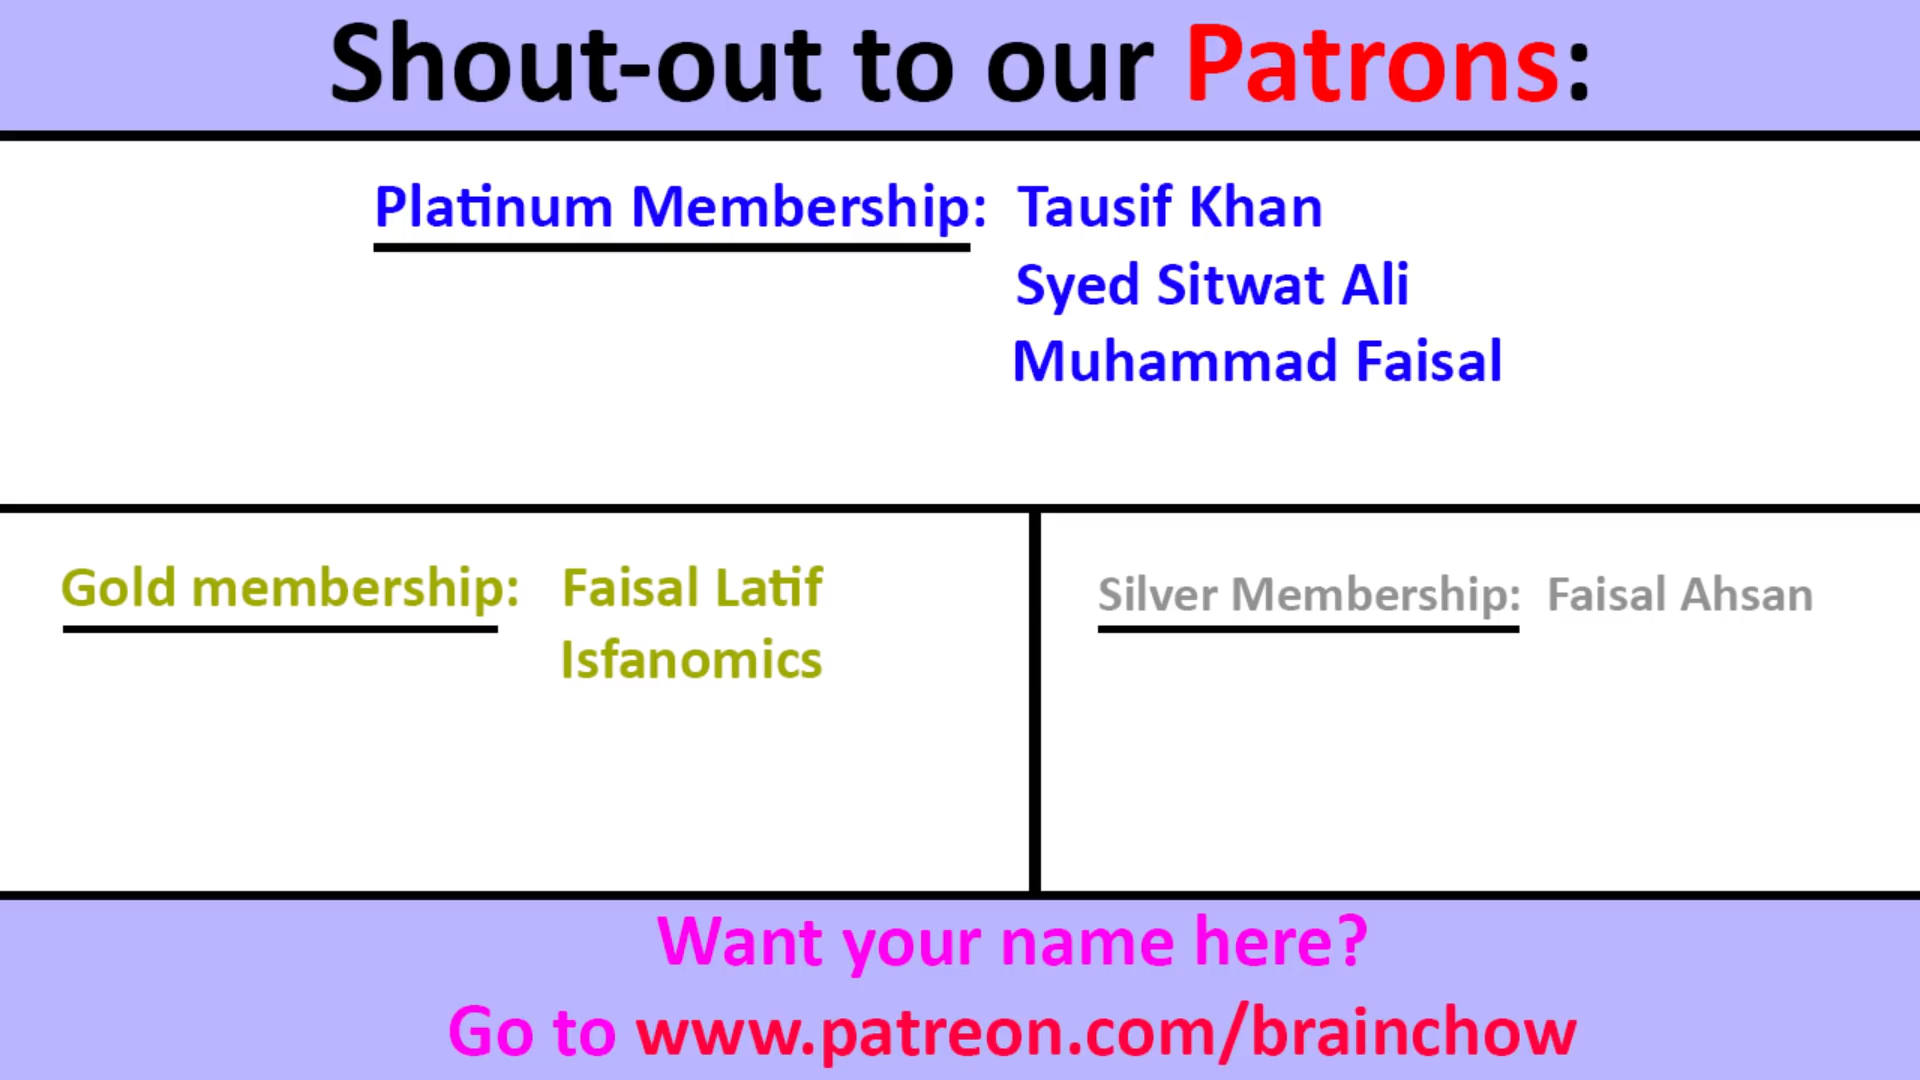 Shout-out to our Patrons:
Platinum Membership: Tausif Khan
Syed Sitwat Ali
Muhammad Faisal
Gold membership: Faisal Latif
Isfanomics
Silver Membership: Faisal Ahsan
Want your name here?
Go to www.patreon.com/brainchow